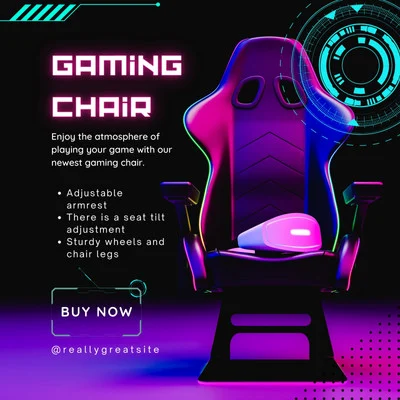 GAMING
CHAIR
Enjoy the atmosphere of
playing your game with our
newest gaming chair.
• Adjustable
armrest
• There is a seat tilt
adjustment
• Sturdy wheels and
chair legs
BUY NOW
@reallygreatsite